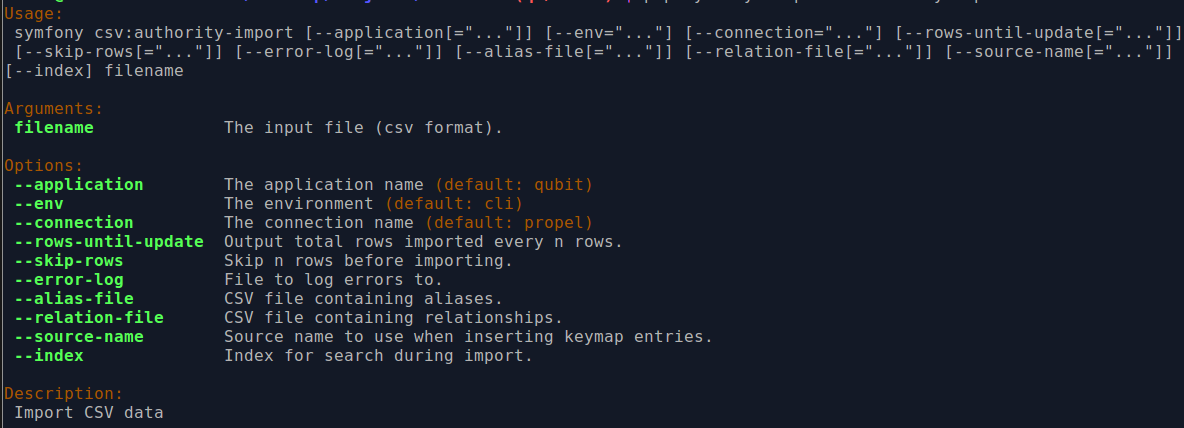 Usage:
 symfony csv:authority-import [--application[="..."]] [--env="..."] [--connection="..."] [--rows-until-update[="..."]]
 [--skip-rows[="..."]] [--error-log[="..."]] [--alias-file[="..."]] [--relation-file[="..."]] [--source-name[="..."]]
[--index] filename

Arguments:
 filename             The input file (csv format).

Options:
 --application        The application name (default: qubit)
 --env                The environment (default: cli)
 --connection         The connection name (default: propel)
 --rows-until-update  Output total rows imported every n rows.
 --skip-rows          Skip n rows before importing.
 --error-log          File to log errors to.
 --alias-file         CSV file containing aliases.
 --relation-file      CSV file containing relationships.
 --source-name        Source name to use when inserting keymap entries.
 --index              Index for search during import.

Description:
 Import CSV data